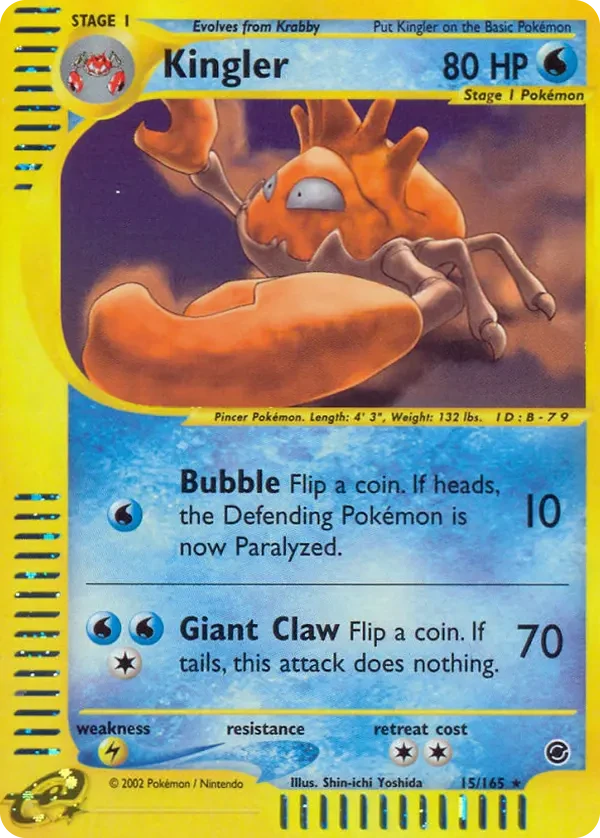 STAGE 1
Evolves from Krabby
Put Kingler on the Basic Pokémon
Kingler
80 HP
Stage 1 Pokémon
Pincer Pokémon. Length: 4' 3", Weight: 132 lbs. ID:B-79
Bubble Flip a coin. If heads,
the Defending Pokémon is
now Paralyzed.
10
Giant Claw Flip a coin. If
tails, this attack does nothing.
70
weakness
resistance
retreat cost
© 2002 Pokémon / Nintendo
Illus. Shin-ichi Yoshida
15/165 ★
e